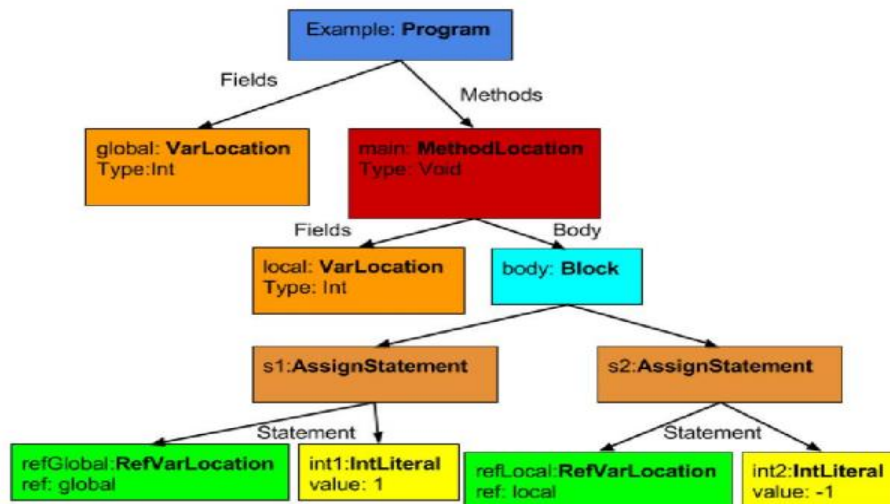 Example: Program
Fields
Methods
global: VarLocation
Type:Int
main: MethodLocation
Type: Void
Fields
Body
local: VarLocation
Type: Int
body: Block
s1:AssignStatement
s2:AssignStatement
Statement
Statement
refGlobal:RefVarLocation
ref: global
int1:IntLiteral
value: 1
refLocal:RefVarLocation
ref: local
int2:IntLiteral
value: -1